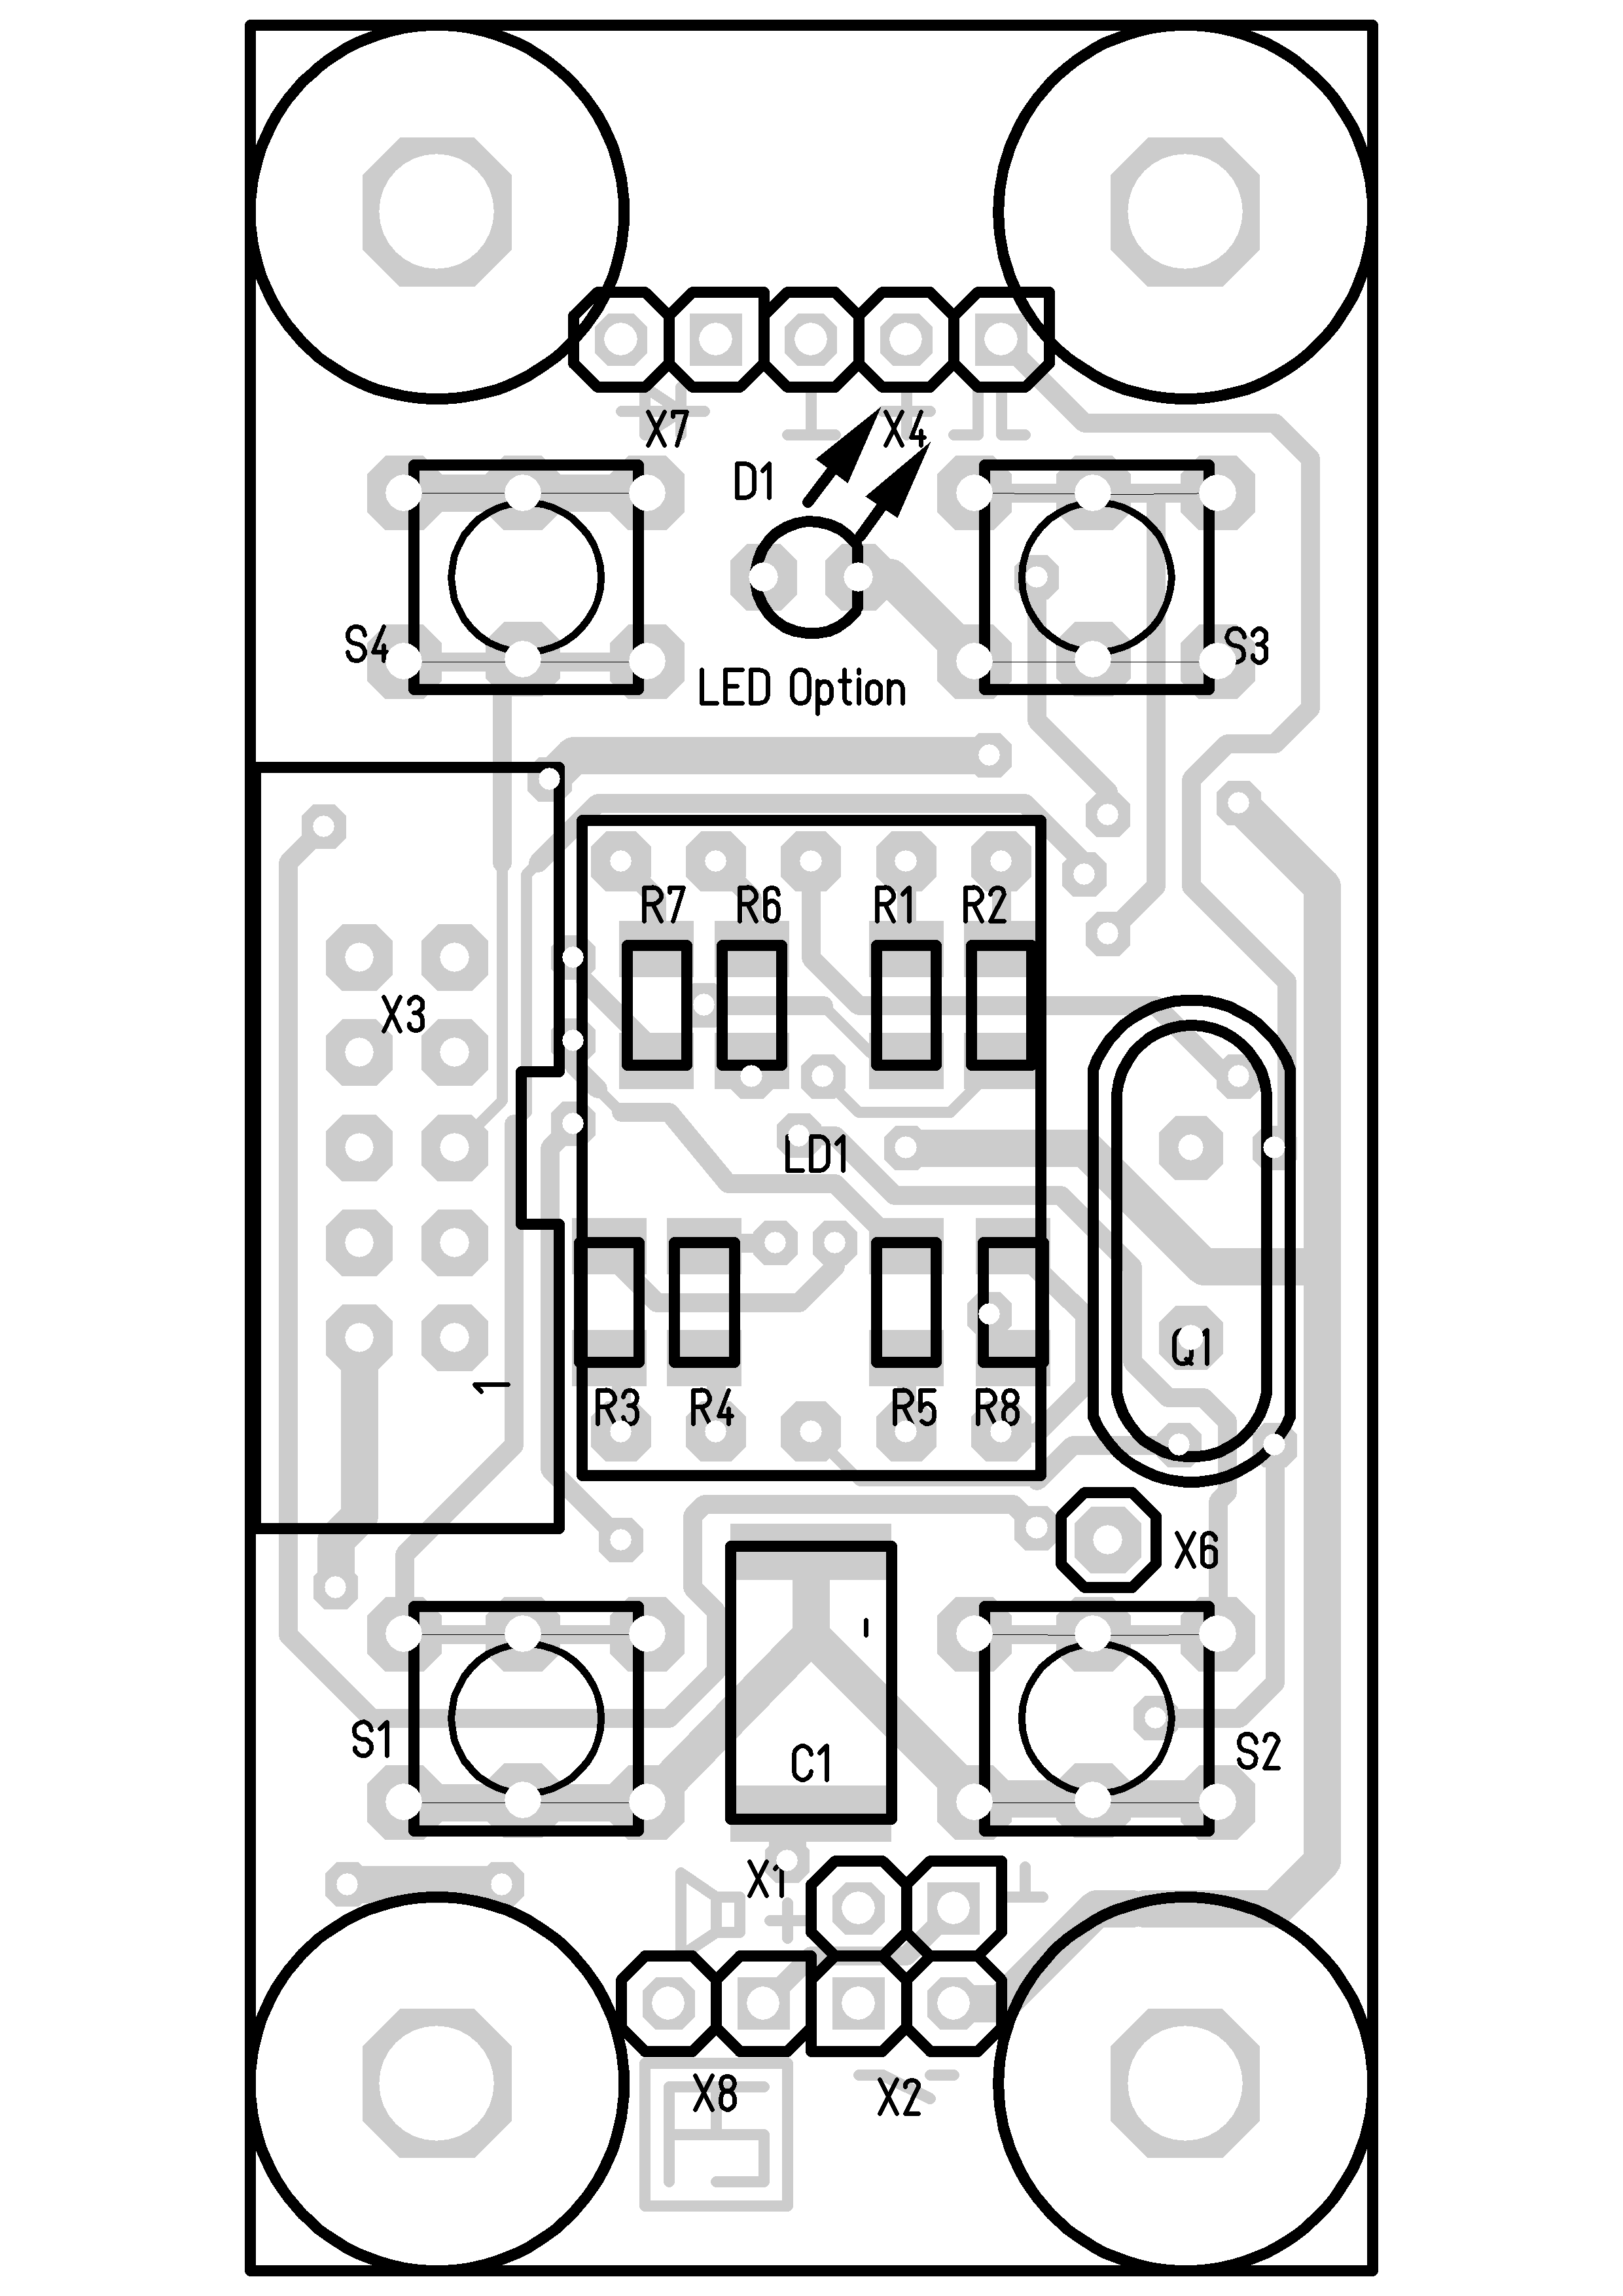 X7
X4
D1
S4
S3
LED Option
R7
R6
R1
R2
X3
LD1
Q1
1
R3
R4
R5
R8
X6
S1
S2
C1
-
X1
+
X8
X2